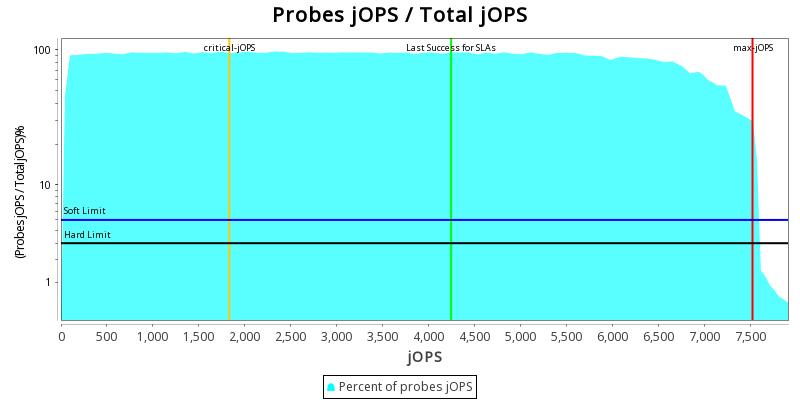 Probes jOPS / Total jOPS
critical-jOPS
Last Success for SLAs
max-jOPS
100
10
1
(Probes jOPS / Total jOPS)%
Soft Limit
Hard Limit
0 500 1,000 1,500 2,000 2,500 3,000 3,500 4,000 4,500 5,000 5,500 6,000 6,500 7,000 7,500
jOPS
Percent of probes jOPS